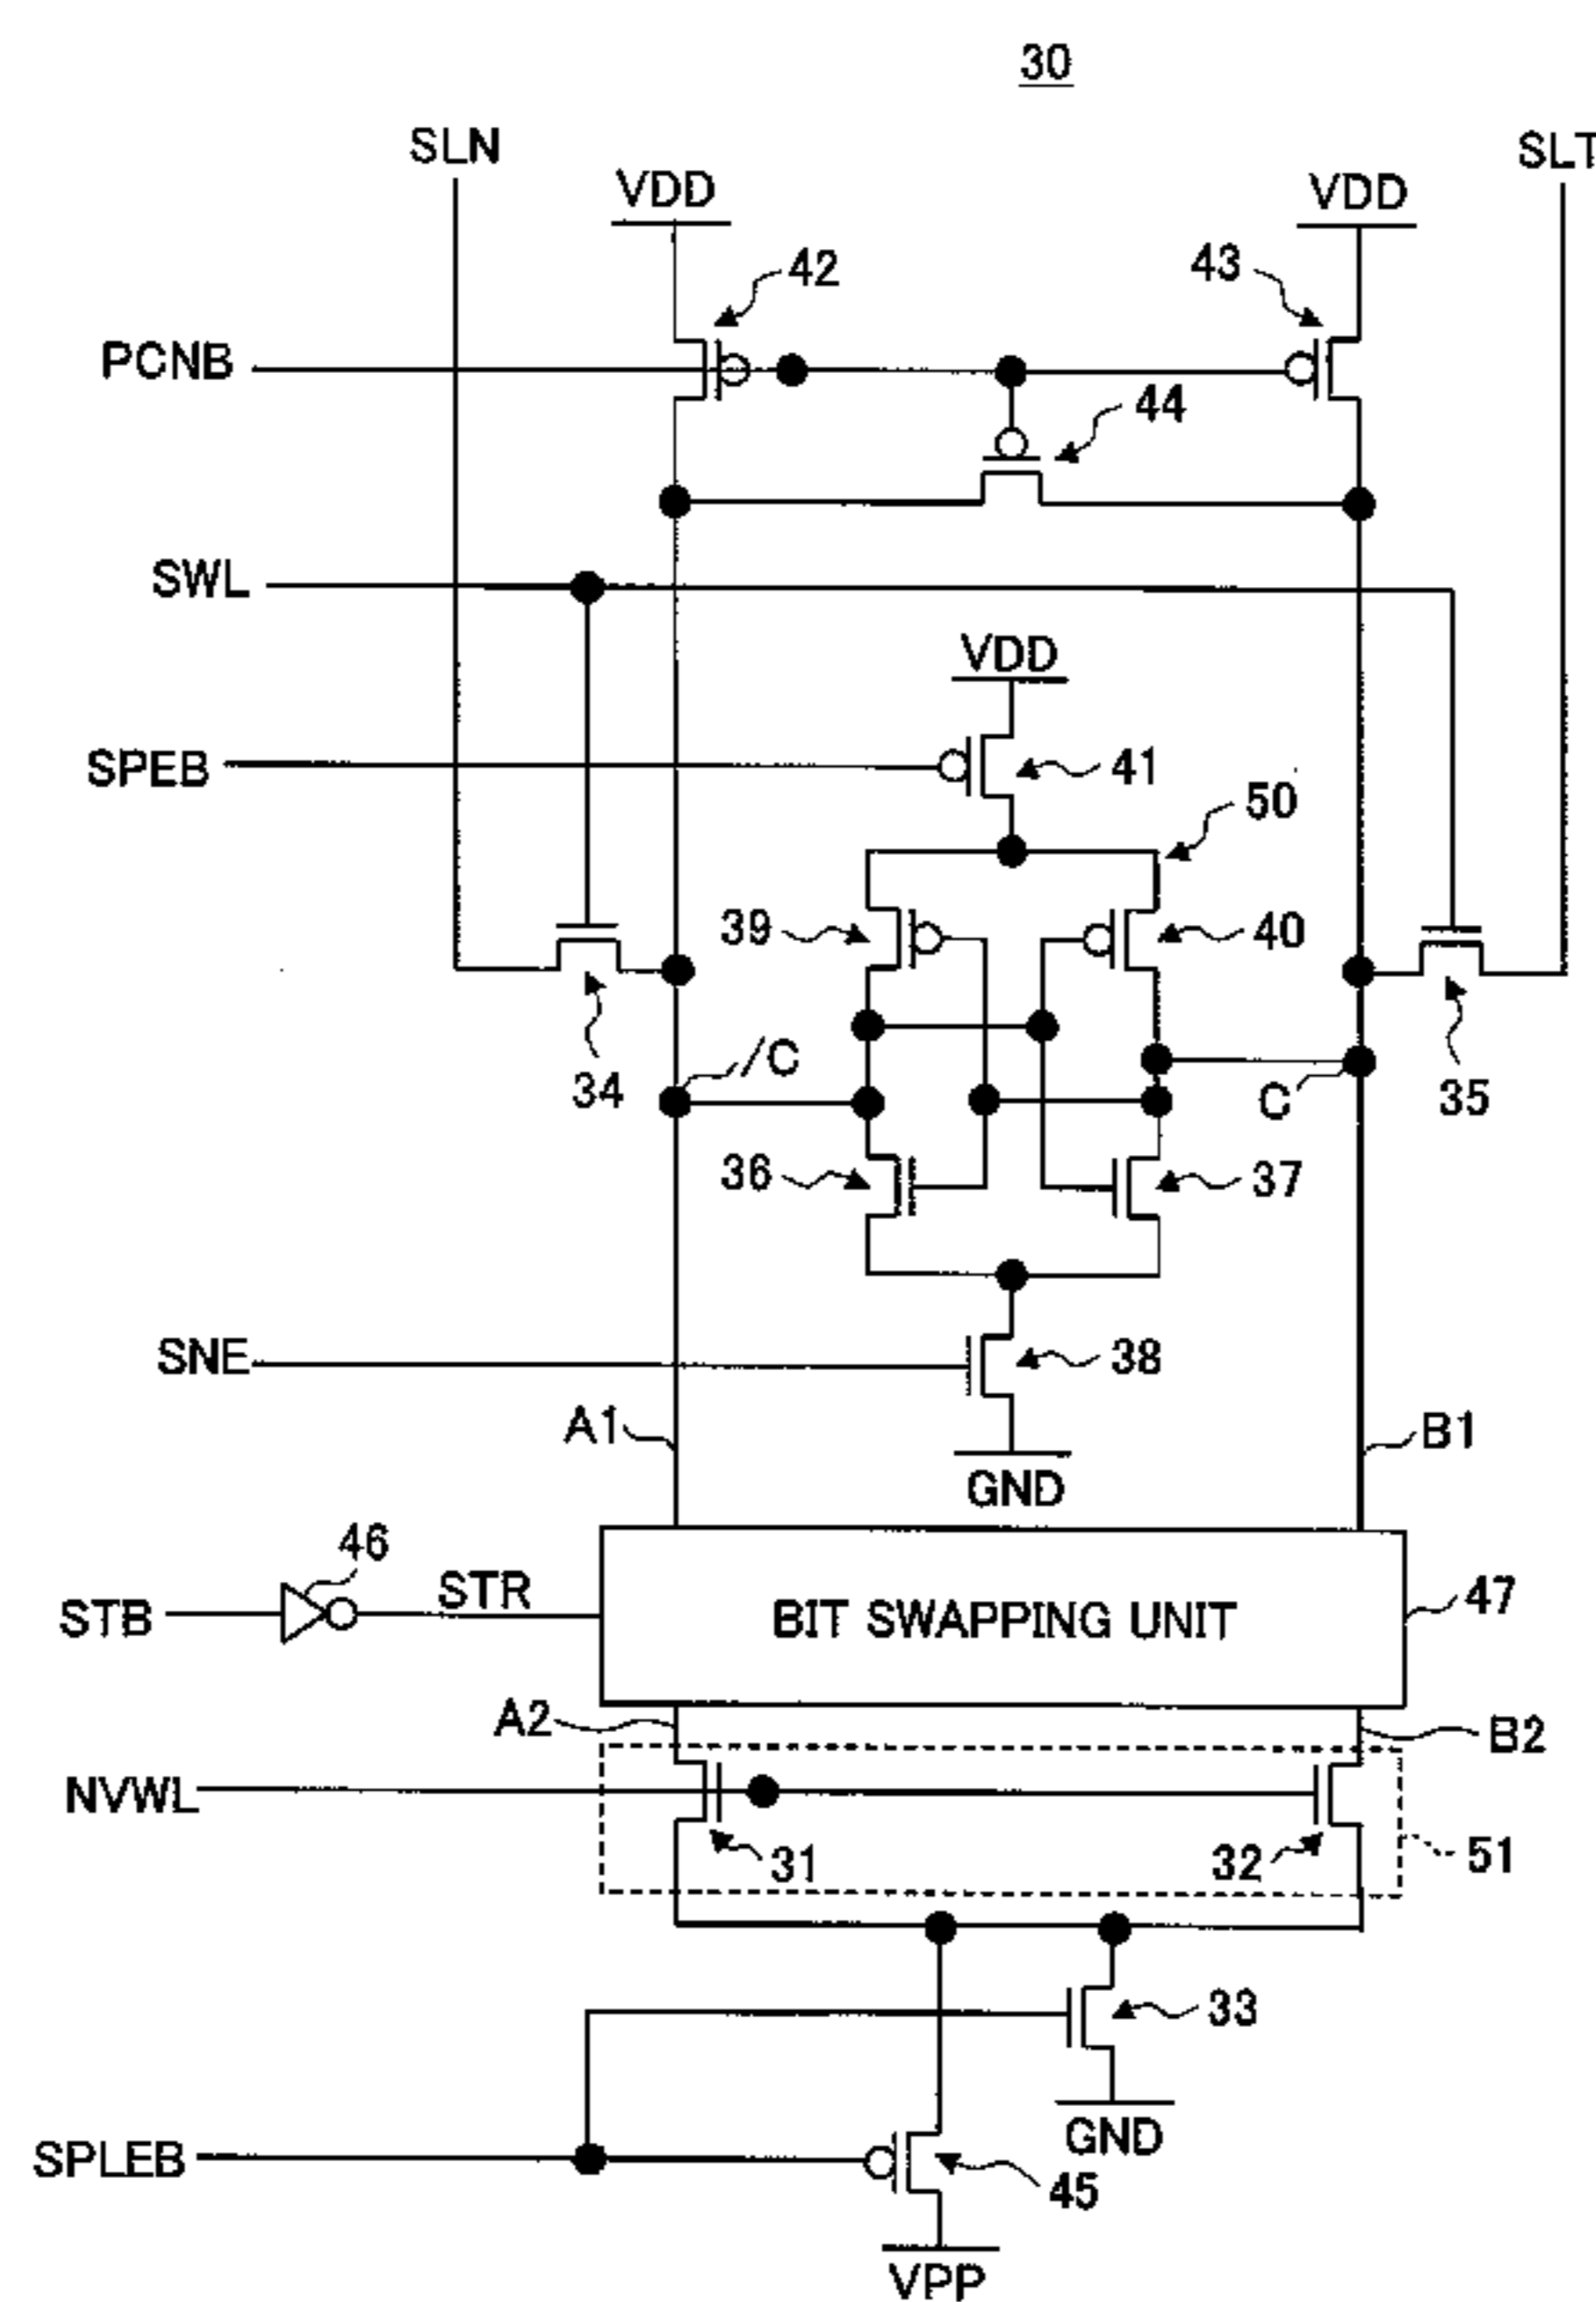 30
SLN
SLT
VDD
VDD
42
43
PCNB
44
SWL
VDD
SPEB
41
50
39
40
/C
C
34
35
36
37
SNE
38
A1
B1
GND
46
STB
STR
BIT SWAPPING UNIT
47
A2
B2
NVWL
31
32
51
33
GND
SPLEB
45
VPP